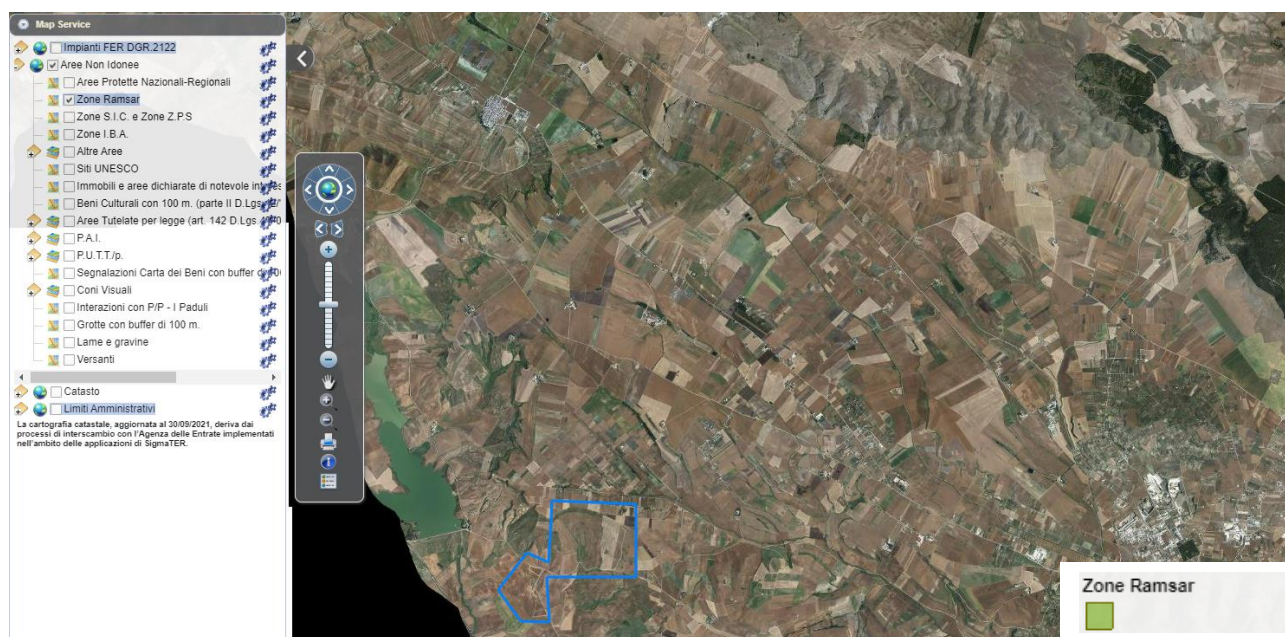 Map Service
Impianti FER DGR.2122
Aree Non Idonee
Aree Protette Nazionali-Regionali
Zone Ramsar
Zone S.I.C. e Zone Z.P.S
Zone I.B.A.
Altre Aree
Siti UNESCO
Immobili e aree dichiarate di notevole
Beni Culturali con 100 m. (parte II D.Lgs.
Aree Tutelate per legge (art. 142 D.Lgs.
P.A.I.
P.U.T.T./p.
Segnalazioni Carta dei Beni con buffer
Coni Visuali
Interazioni con P/P - I Paduli
Grotte con buffer di 100 m.
Lame e gravine
Versanti
Catasto
Limiti Amministrativi
La cartografia catastale, aggiornata al 30/09/2021, deriva dai
processi di interscambio con l'Agenzia delle Entrate implementati
nell'ambito delle applicazioni di SigmaTER.
Zone Ramsar